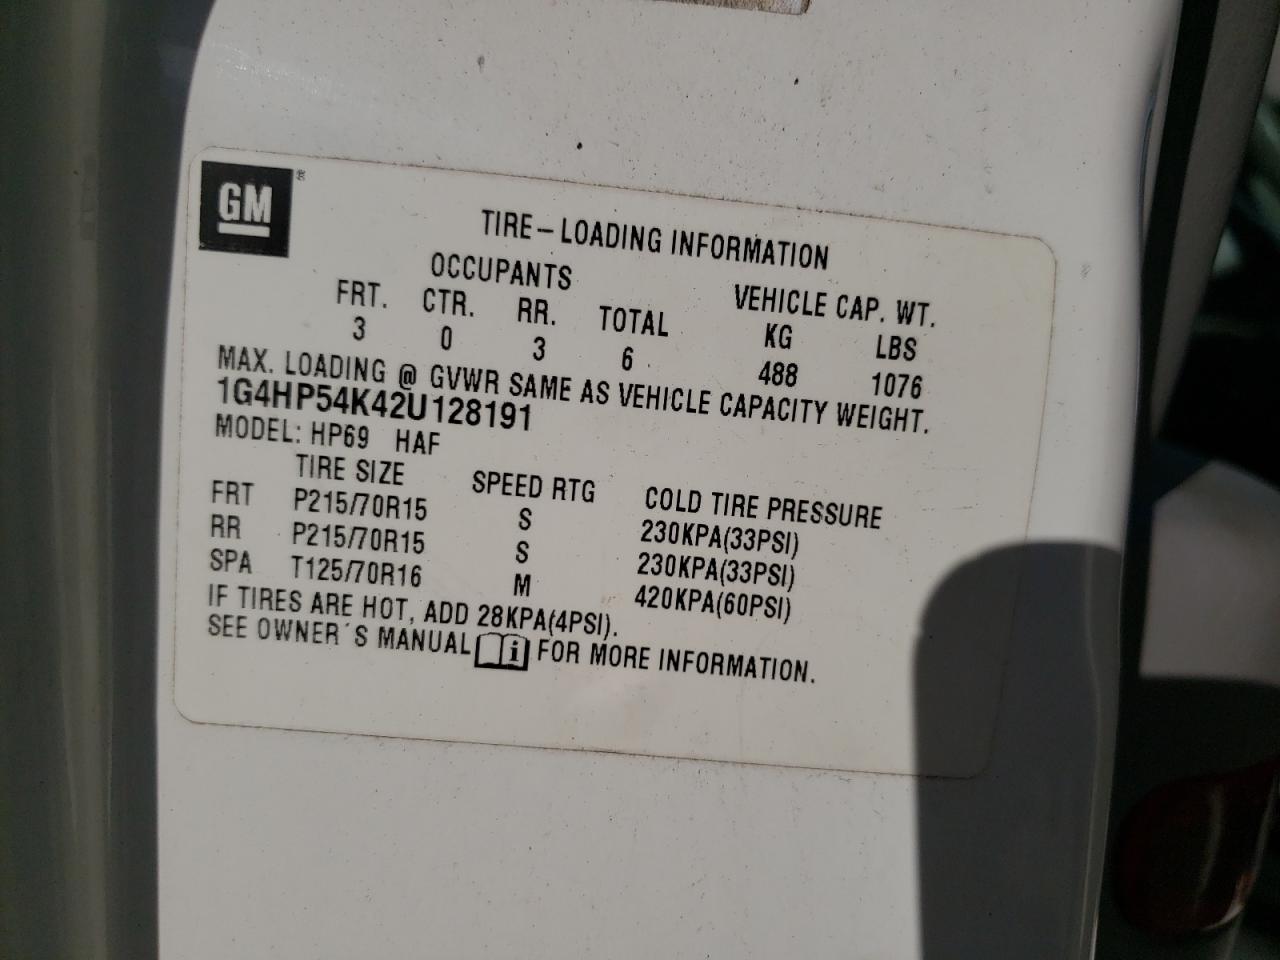 GM ®
TIRE-LOADING INFORMATION
OCCUPANTS VEHICLE CAP. WT.
FRT. CTR. RR. TOTAL KG LBS
3 0 3 6 488 1076
MAX. LOADING @ GVWR SAME AS VEHICLE CAPACITY WEIGHT.
1G4HP54K42U128191
MODEL: HP69 HAF
TIRE SIZE SPEED RTG COLD TIRE PRESSURE
FRT P215/70R15 S 230KPA(33PSI)
RR P215/70R15 S 230KPA(33PSI)
SPA T125/70R16 M 420KPA(60PSI)
IF TIRES ARE HOT, ADD 28KPA(4PSI).
SEE OWNER´S MANUAL i FOR MORE INFORMATION.